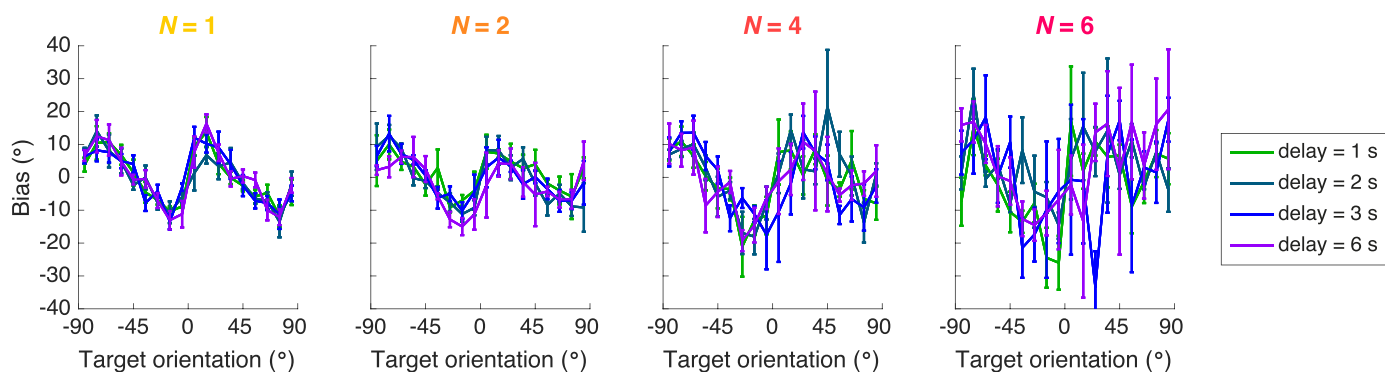 N = 1
N = 2
N = 4
N = 6
Bias (°)
40
30
20
10
0
-10
-20
-30
-40
-90 -45 0 45 90
-90 -45 0 45 90
-90 -45 0 45 90
-90 -45 0 45 90
Target orientation (°)
Target orientation (°)
Target orientation (°)
Target orientation (°)
delay = 1 s
delay = 2 s
delay = 3 s
delay = 6 s